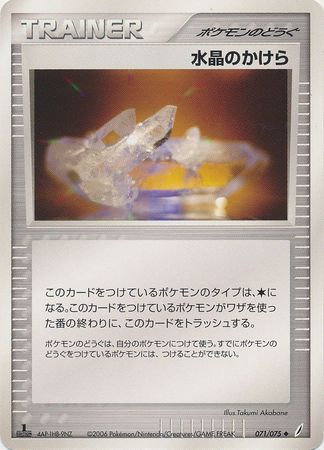 TRAINER
ポケモンのどうぐ
水晶のかけら
このカードをつけているポケモンのタイプは、✶に
なる。このカードをつけているポケモンがワザを使っ
た番の終わりに、このカードをトラッシュする。
ポケモンのどうぐは、自分のポケモンにつけて使う。すでにポケモンの
どうぐをつけているポケモンには、つけることができない。
Illus. Takumi Akabane
1
4AP-1HB-9NZ
©2006 Pokémon/Nintendo/Creatures/GAME FREAK
071/075 ◆